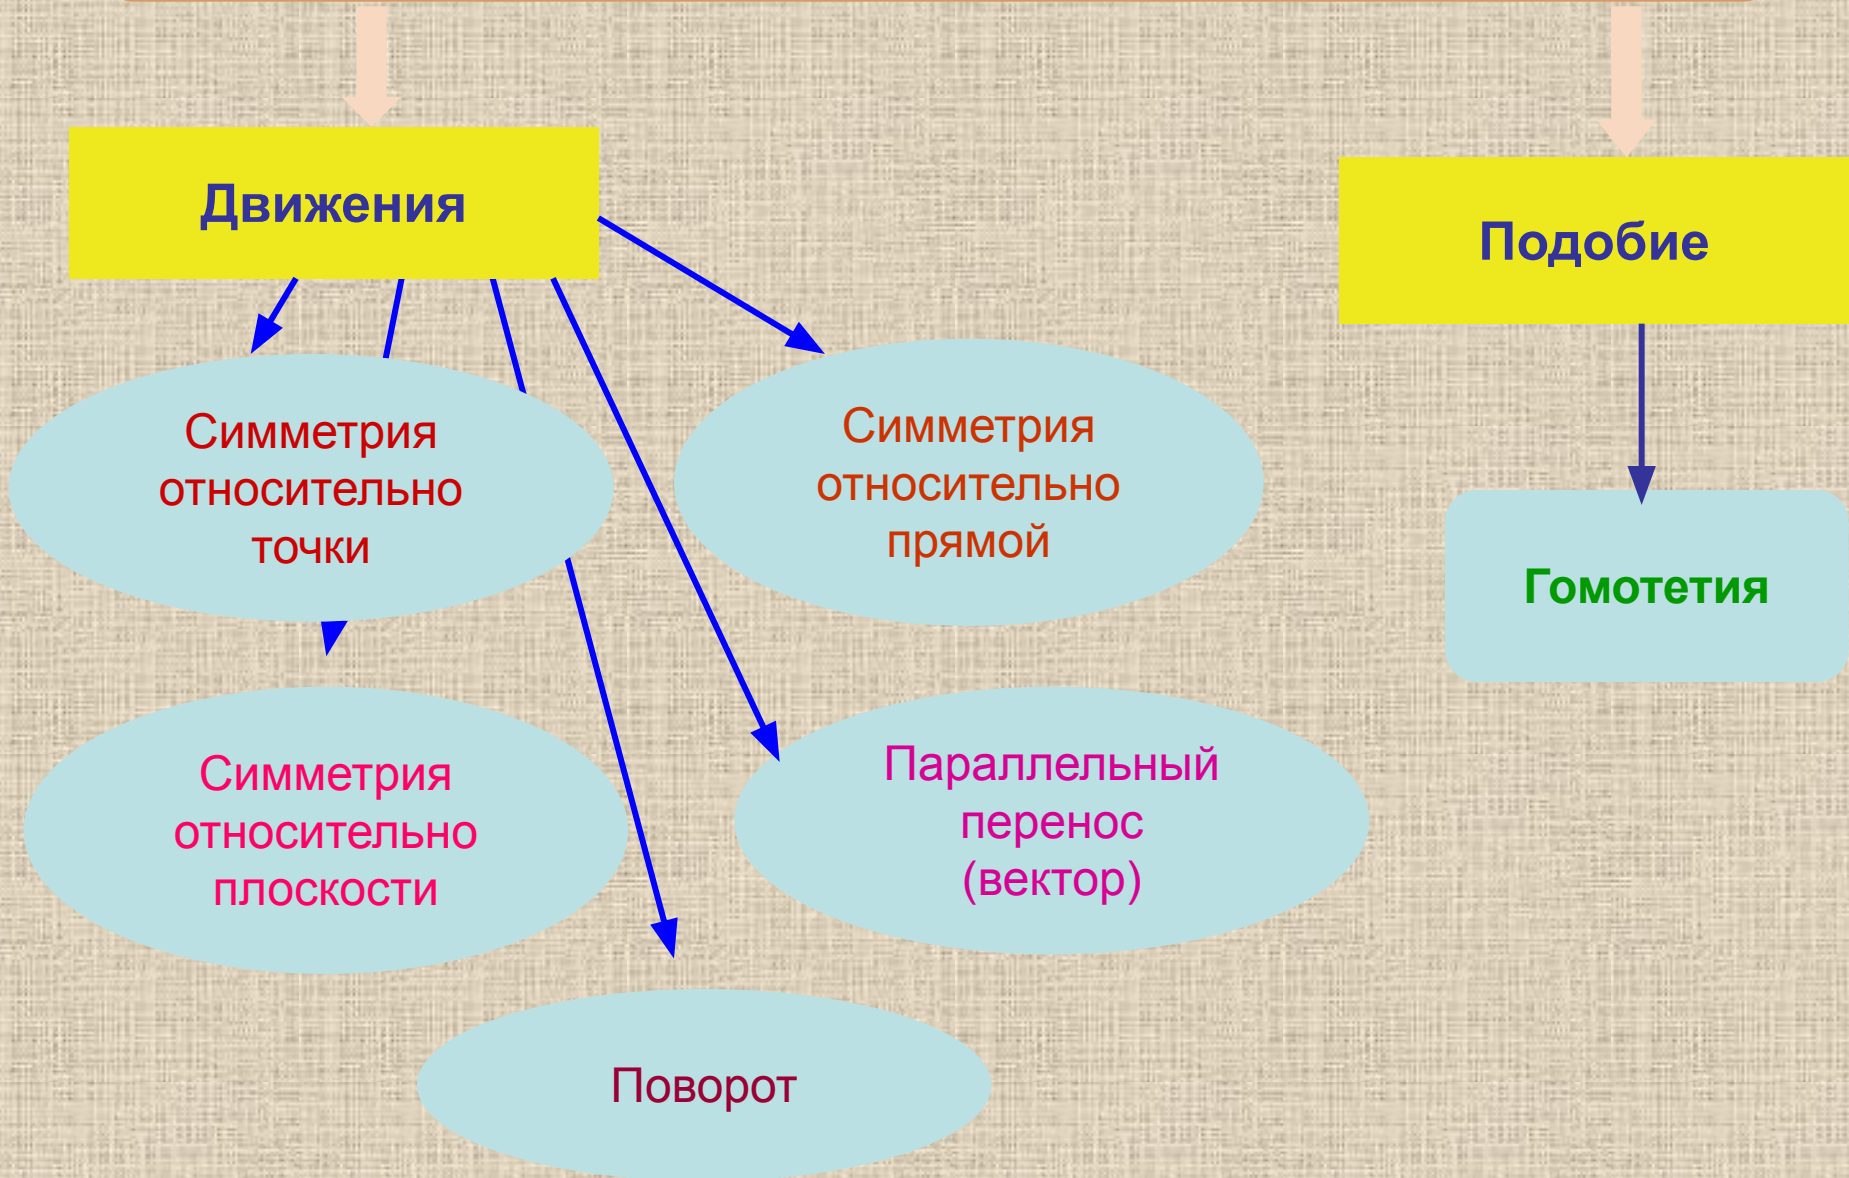 Движения
Подобие
Симметрия
относительно
точки
Симметрия
относительно
прямой
Гомотетия
Симметрия
относительно
плоскости
Параллельный
перенос
(вектор)
Поворот